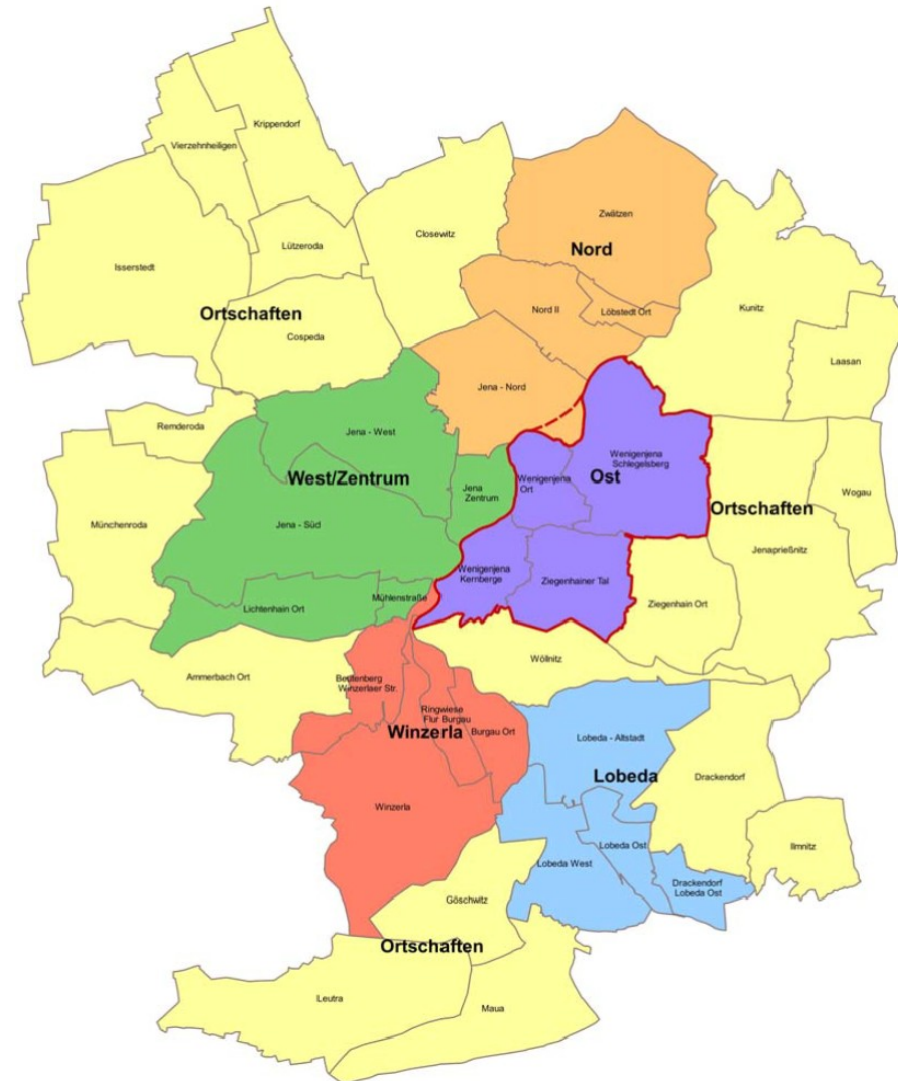 Krippendorf
Vierzehnheiligen
Zwätzen
Closewitz
Lützeroda
Nord
Isserstedt
Kunitz
Ortschaften
Nord II
Löbstedt Ort
Cospeda
Laasan
Jena - Nord
Remderoda
Jena - West
Wenigenjena
Schlegelsberg
West/Zentrum
Jena
Zentrum
Wenigenjena
Ort
Ost
Wogau
Ortschaften
Münchenroda
Jena - Süd
Jenaprießnitz
Wenigenjena
Kernberge
Ziegenhainer Tal
Mühlenstraße
Lichtenhain Ort
Ziegenhain Ort
Wöllnitz
Ammerbach Ort
Beutenberg
Winzerlaer Str.
Ringwiese
Flur Burgau
Winzerla
Burgau Ort
Lobeda - Altstadt
Lobeda
Drackendorf
Winzerla
Lobeda Ost
Ilmnitz
Lobeda West
Drackendorf
Lobeda Ost
Göschwitz
Ortschaften
lLeutra
Maua